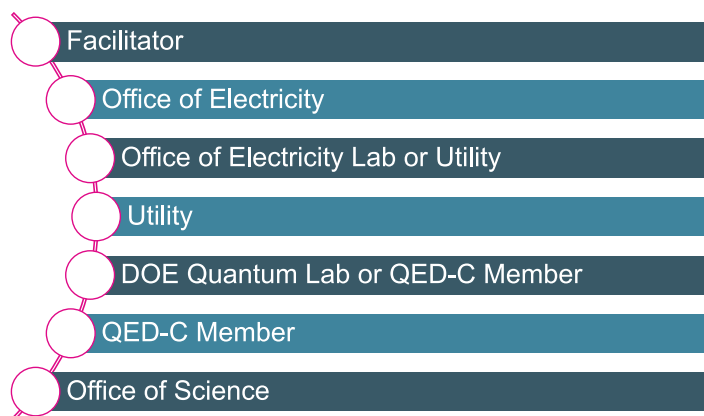 Facilitator
Office of Electricity
Office of Electricity Lab or Utility
Utility
DOE Quantum Lab or QED-C Member
QED-C Member
Office of Science